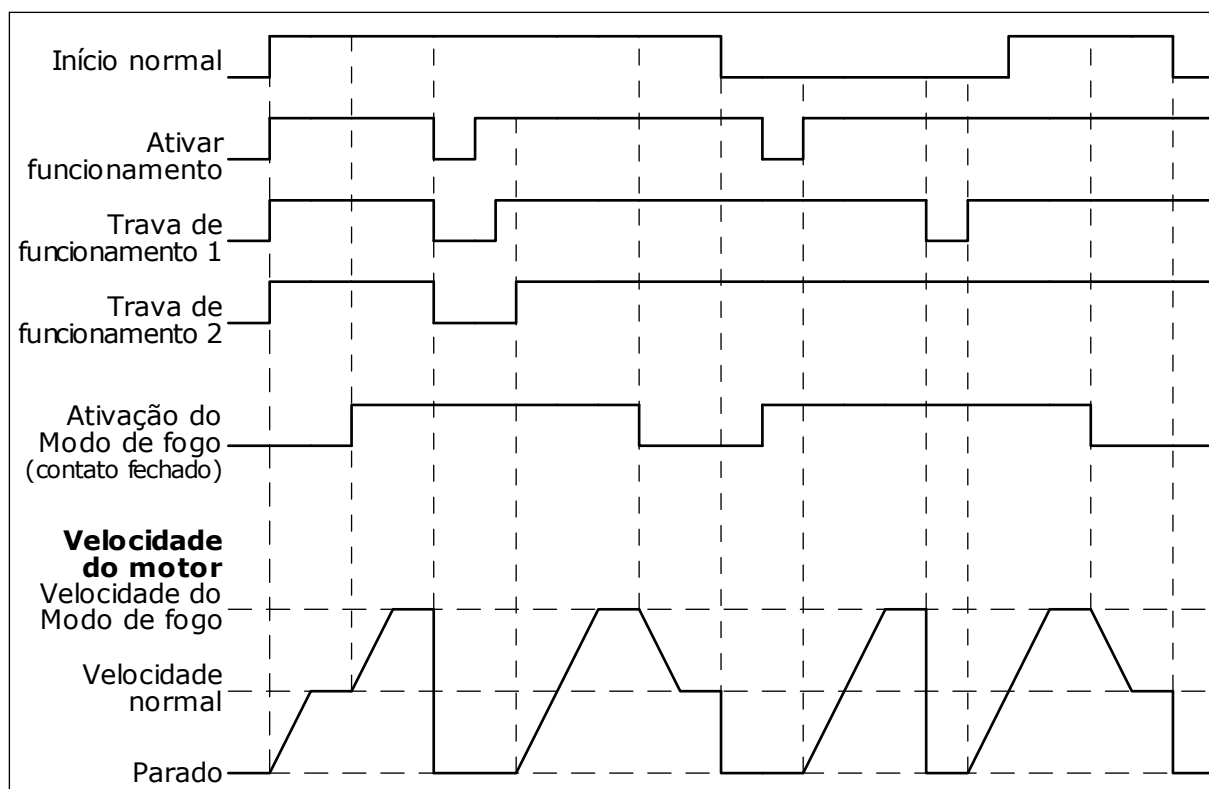 Início normal
Ativar
funcionamento
Trava de
funcionamento 1
Trava de
funcionamento 2
Ativação do
Modo de fogo
(contato fechado)
Velocidade
do motor
Velocidade do
Modo de fogo
Velocidade
normal
Parado